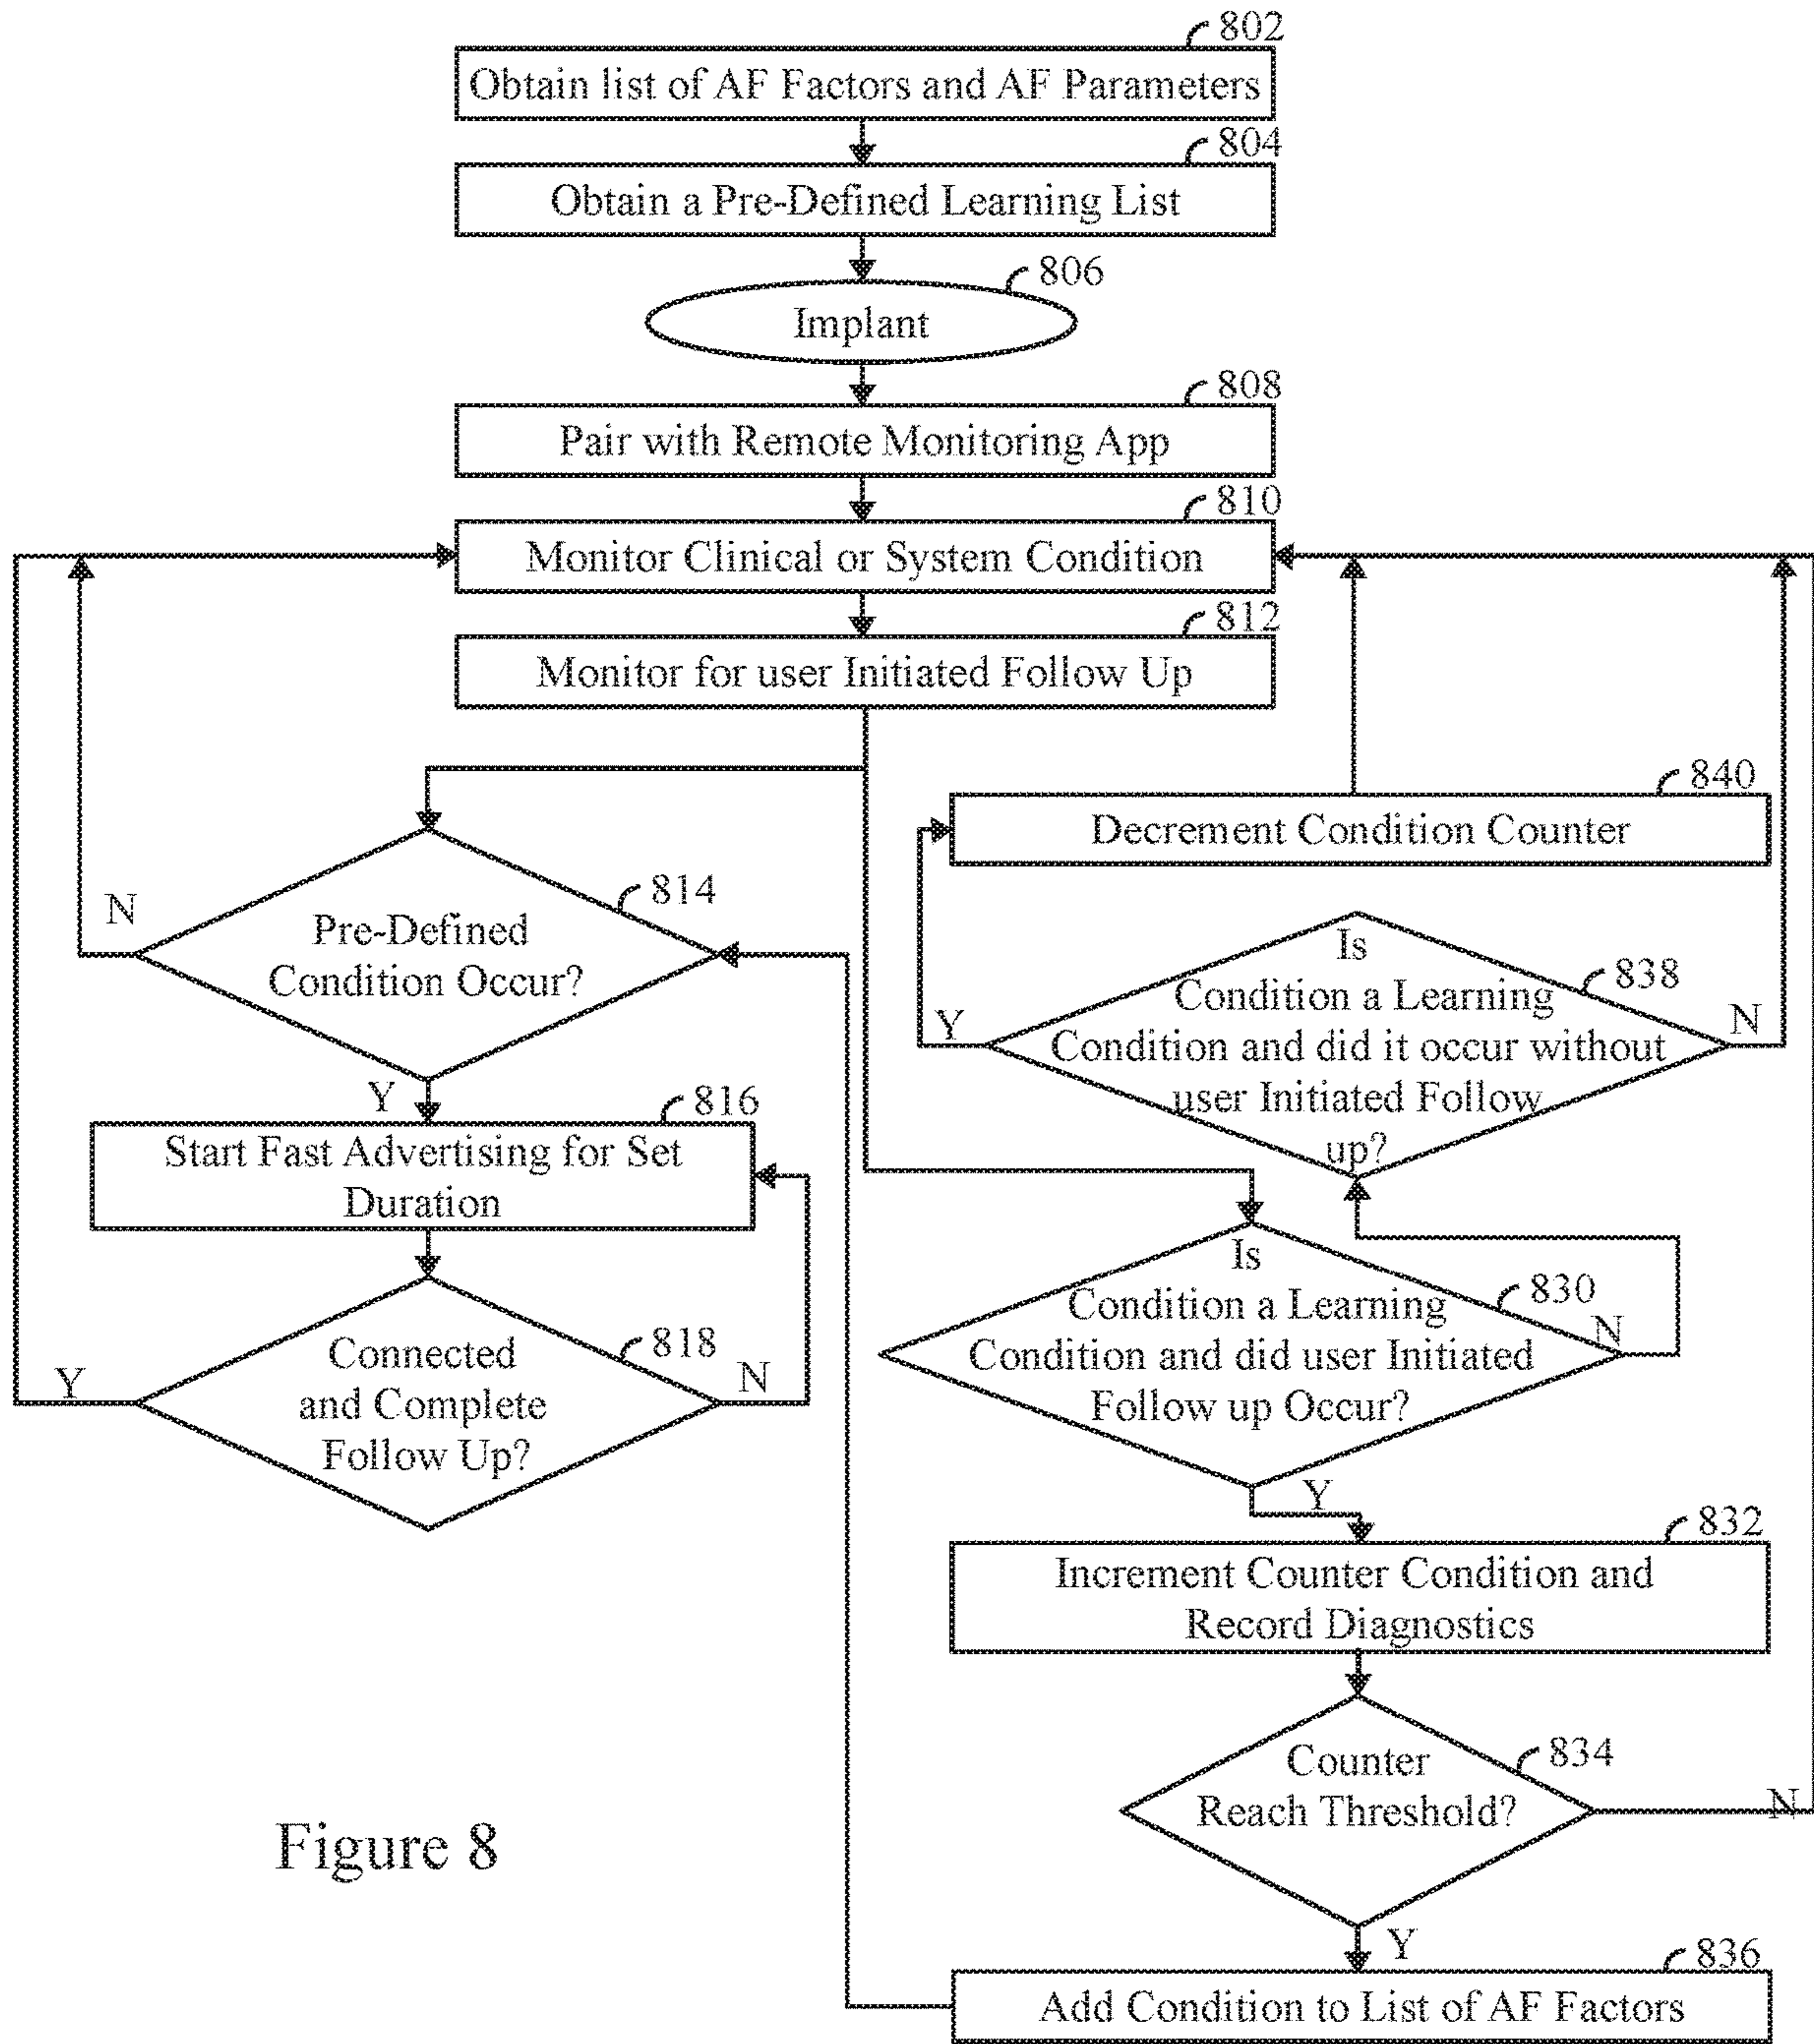 802
Obtain list of AF Factors and AF Parameters
804
Obtain a Pre-Defined Learning List
806
Implant
808
Pair with Remote Monitoring App
810
Monitor Clinical or System Condition
812
Monitor for user Initiated Follow Up
814
Pre-Defined
Condition Occur?
N
Y
816
Start Fast Advertising for Set
Duration
818
Connected
and Complete
Follow Up?
Y
N
840
Decrement Condition Counter
838
Is
Condition a Learning
Condition and did it occur without
user Initiated Follow
up?
Y
N
830
Is
Condition a Learning
Condition and did user Initiated
Follow up Occur?
N
Y
832
Increment Counter Condition and
Record Diagnostics
834
Counter
Reach Threshold?
N
Y
836
Add Condition to List of AF Factors
Figure 8